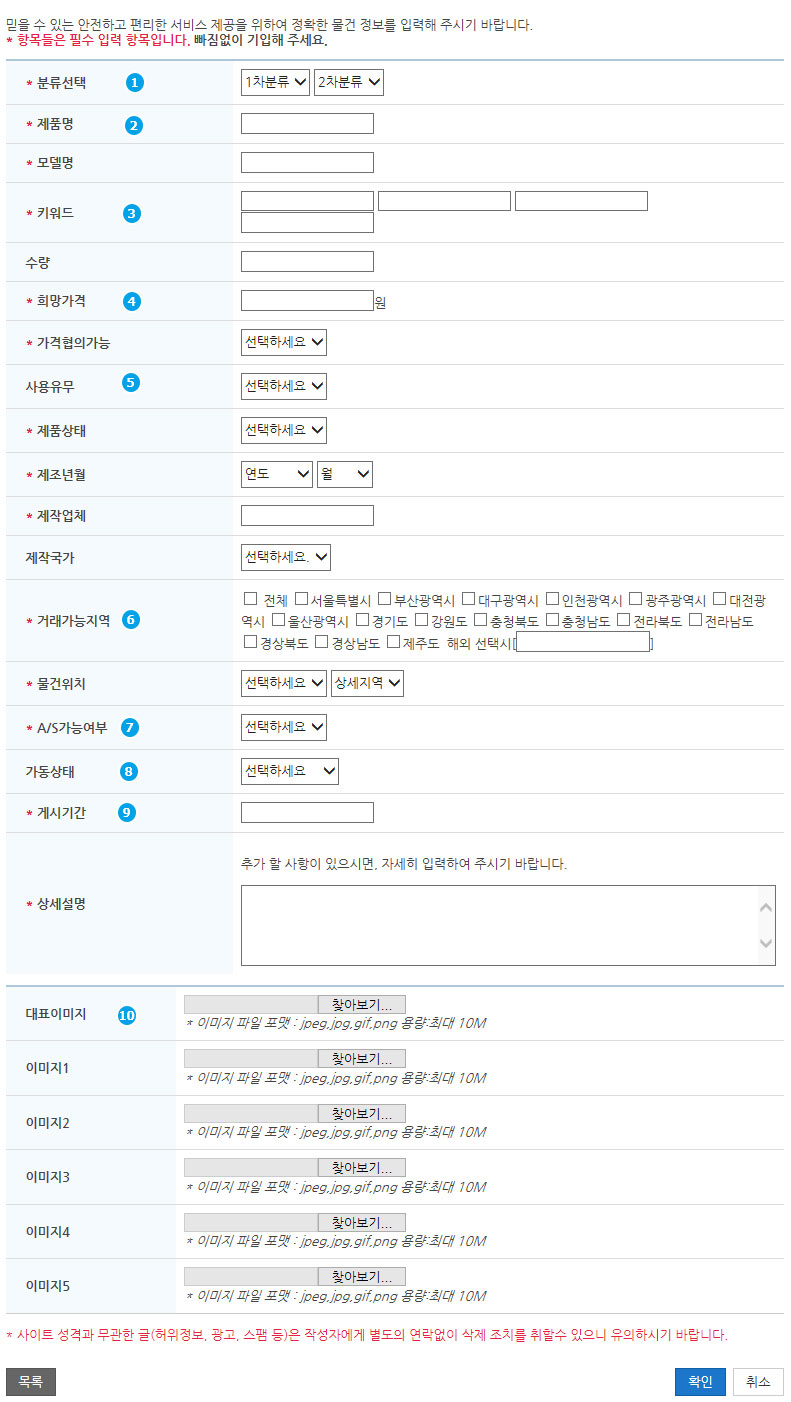 믿을 수 있는 안전하고 편리한 서비스 제공을 위하여 정확한 물건 정보를 입력해 주시기 바랍니다.
* 항목들은 필수 입력 항목입니다. 빠짐없이 기입해 주세요.
* 분류선택 1 1차분류 2차분류
* 제품명 2
* 모델명
* 키워드 3
수량
* 희망가격 4 원
* 가격협의가능 선택하세요
사용유무 5 선택하세요
* 제품상태 선택하세요
* 제조년월 연도 월
* 제작업체
제작국가 선택하세요.
* 거래가능지역 6 전체 서울특별시 부산광역시 대구광역시 인천광역시 광주광역시 대전광
역시 울산광역시 경기도 강원도 충청북도 충청남도 전라북도 전라남도
경상북도 경상남도 제주도 해외 선택시[ ]
* 물건위치 선택하세요 상세지역
* A/S가능여부 7 선택하세요
가동상태 8 선택하세요
* 게시기간 9
추가 할 사항이 있으시면, 자세히 입력하여 주시기 바랍니다.
* 상세설명
대표이미지 10 찾아보기...
* 이미지 파일 포맷 : jpeg,jpg,gif,png 용량:최대 10M
이미지1 찾아보기...
* 이미지 파일 포맷 : jpeg,jpg,gif,png 용량:최대 10M
이미지2 찾아보기...
* 이미지 파일 포맷 : jpeg,jpg,gif,png 용량:최대 10M
이미지3 찾아보기...
* 이미지 파일 포맷 : jpeg,jpg,gif,png 용량:최대 10M
이미지4 찾아보기...
* 이미지 파일 포맷 : jpeg,jpg,gif,png 용량:최대 10M
이미지5 찾아보기...
* 이미지 파일 포맷 : jpeg,jpg,gif,png 용량:최대 10M
* 사이트 성격과 무관한 글(허위정보, 광고, 스팸 등)은 작성자에게 별도의 연락없이 삭제 조치를 취할수 있으니 유의하시기 바랍니다.
목록 확인 취소